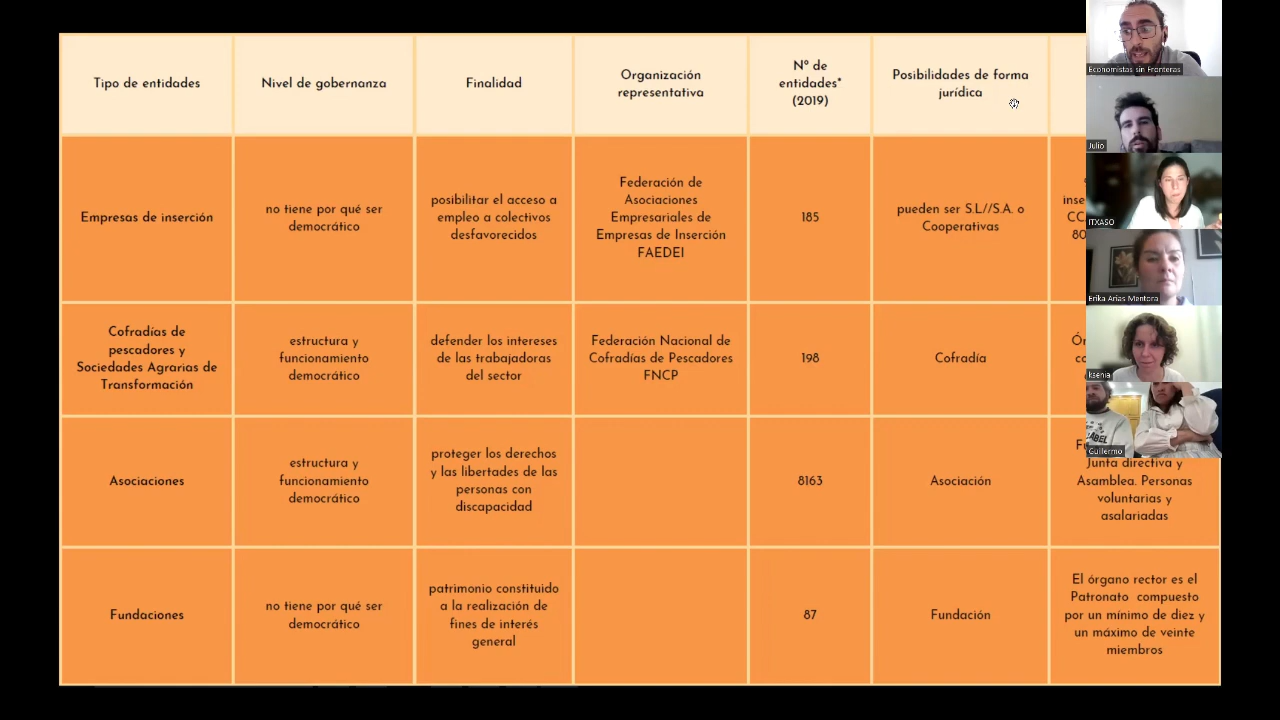 Tipo de entidades
Nivel de gobernanza
Finalidad
Organización
representativa
Nº de
entidades*
(2019)
Posibilidades de forma
jurídica
Empresas de inserción
no tiene por qué ser
democrático
posibilitar el acceso a
empleo a colectivos
desfavorecidos
Federación de
Asociaciones
Empresariales de
Empresas de Inserción
FAEDEI
185
pueden ser S.L//S.A. o
Cooperativas
Cofradías de
pescadores y
Sociedades Agrarias de
Transformación
estructura y
funcionamiento
democrático
defender los intereses
de las trabajadoras
del sector
Federación Nacional de
Cofradías de Pescadores
FNCP
198
Cofradía
Asociaciones
estructura y
funcionamiento
democrático
proteger los derechos
y las libertades de las
personas con
discapacidad
8163
Asociación
Junta directiva y
Asamblea. Personas
voluntarias y
asalariadas
Fundaciones
no tiene por qué ser
democrático
patrimonio constituido
a la realización de
fines de interés
general
87
Fundación
El órgano rector es el
Patronato compuesto
por un mínimo de diez y
un máximo de veinte
miembros
Economistas sin Fronteras
Julio
ITXASO
Erika Arias Mentora
ksenia
Guillermo